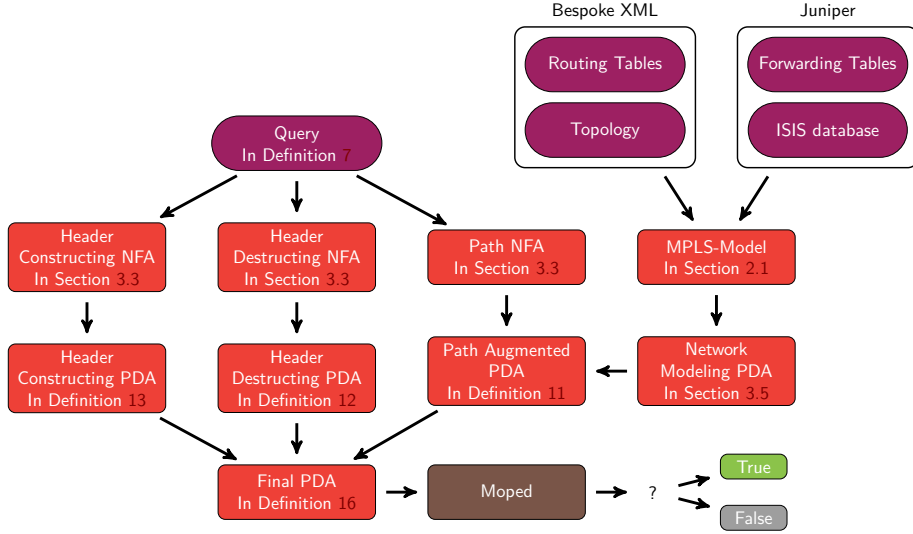 Bespoke XML
Juniper
Routing Tables
Forwarding Tables
Topology
ISIS database
Query
In Definition 7
Header
Constructing NFA
In Section 3.3
Header
Destructing NFA
In Section 3.3
Path NFA
In Section 3.3
MPLS-Model
In Section 2.1
Header
Constructing PDA
In Definition 13
Header
Destructing PDA
In Definition 12
Path Augmented
PDA
In Definition 11
Network
Modeling PDA
In Section 3.5
Final PDA
In Definition 16
Moped
?
True
False